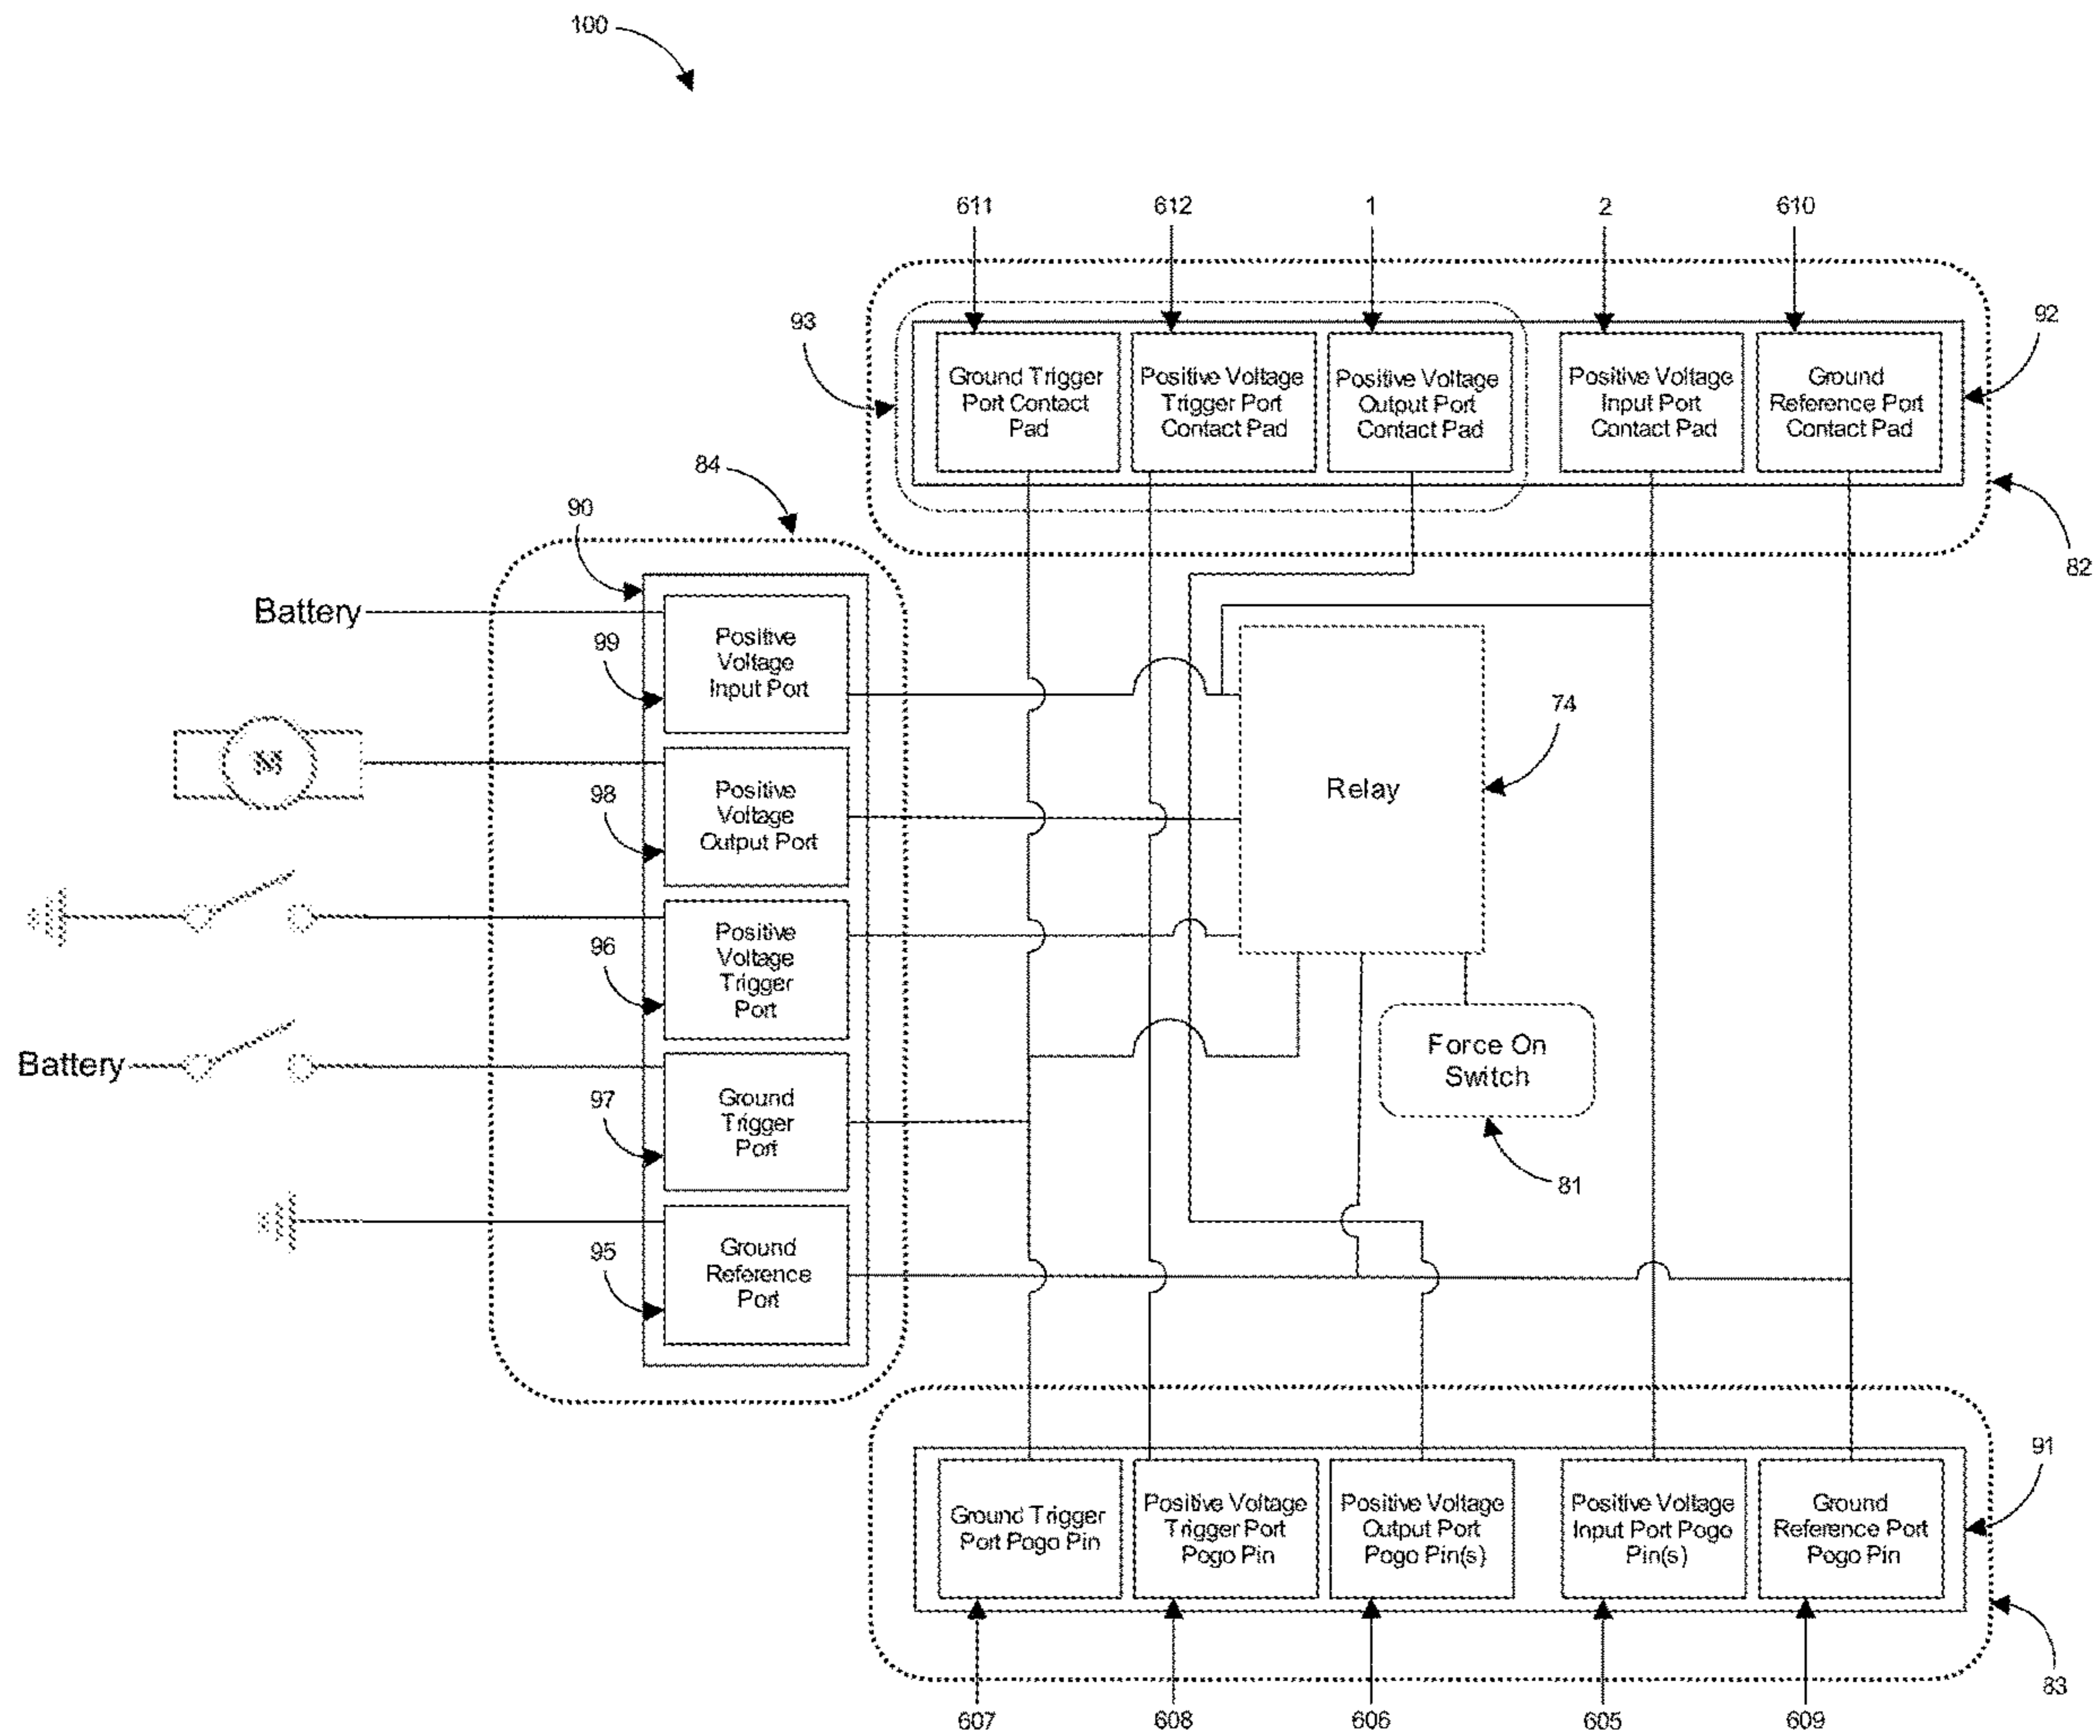 100
611
612
1
2
610
93
92
Ground Trigger
Port Contact
Pad
Positive Voltage
Trigger Port
Contact Pad
Positive Voltage
Output Port
Contact Pad
Positive Voltage
Input Port
Contact Pad
Ground
Reference Port
Contact Pad
84
82
90
Battery
99
Positive
Voltage
Input Port
74
Relay
98
Positive
Voltage
Output Port
96
Positive
Voltage
Trigger
Port
Force On
Switch
Battery
97
Ground
Trigger
Port
81
95
Ground
Reference
Port
91
Ground Trigger
Port Pogo Pin
Positive Voltage
Trigger Port
Pogo Pin
Positive Voltage
Output Port
Pogo Pin(s)
Positive Voltage
Input Port Pogo
Pin(s)
Ground
Reference Port
Pogo Pin
83
607
608
606
605
609